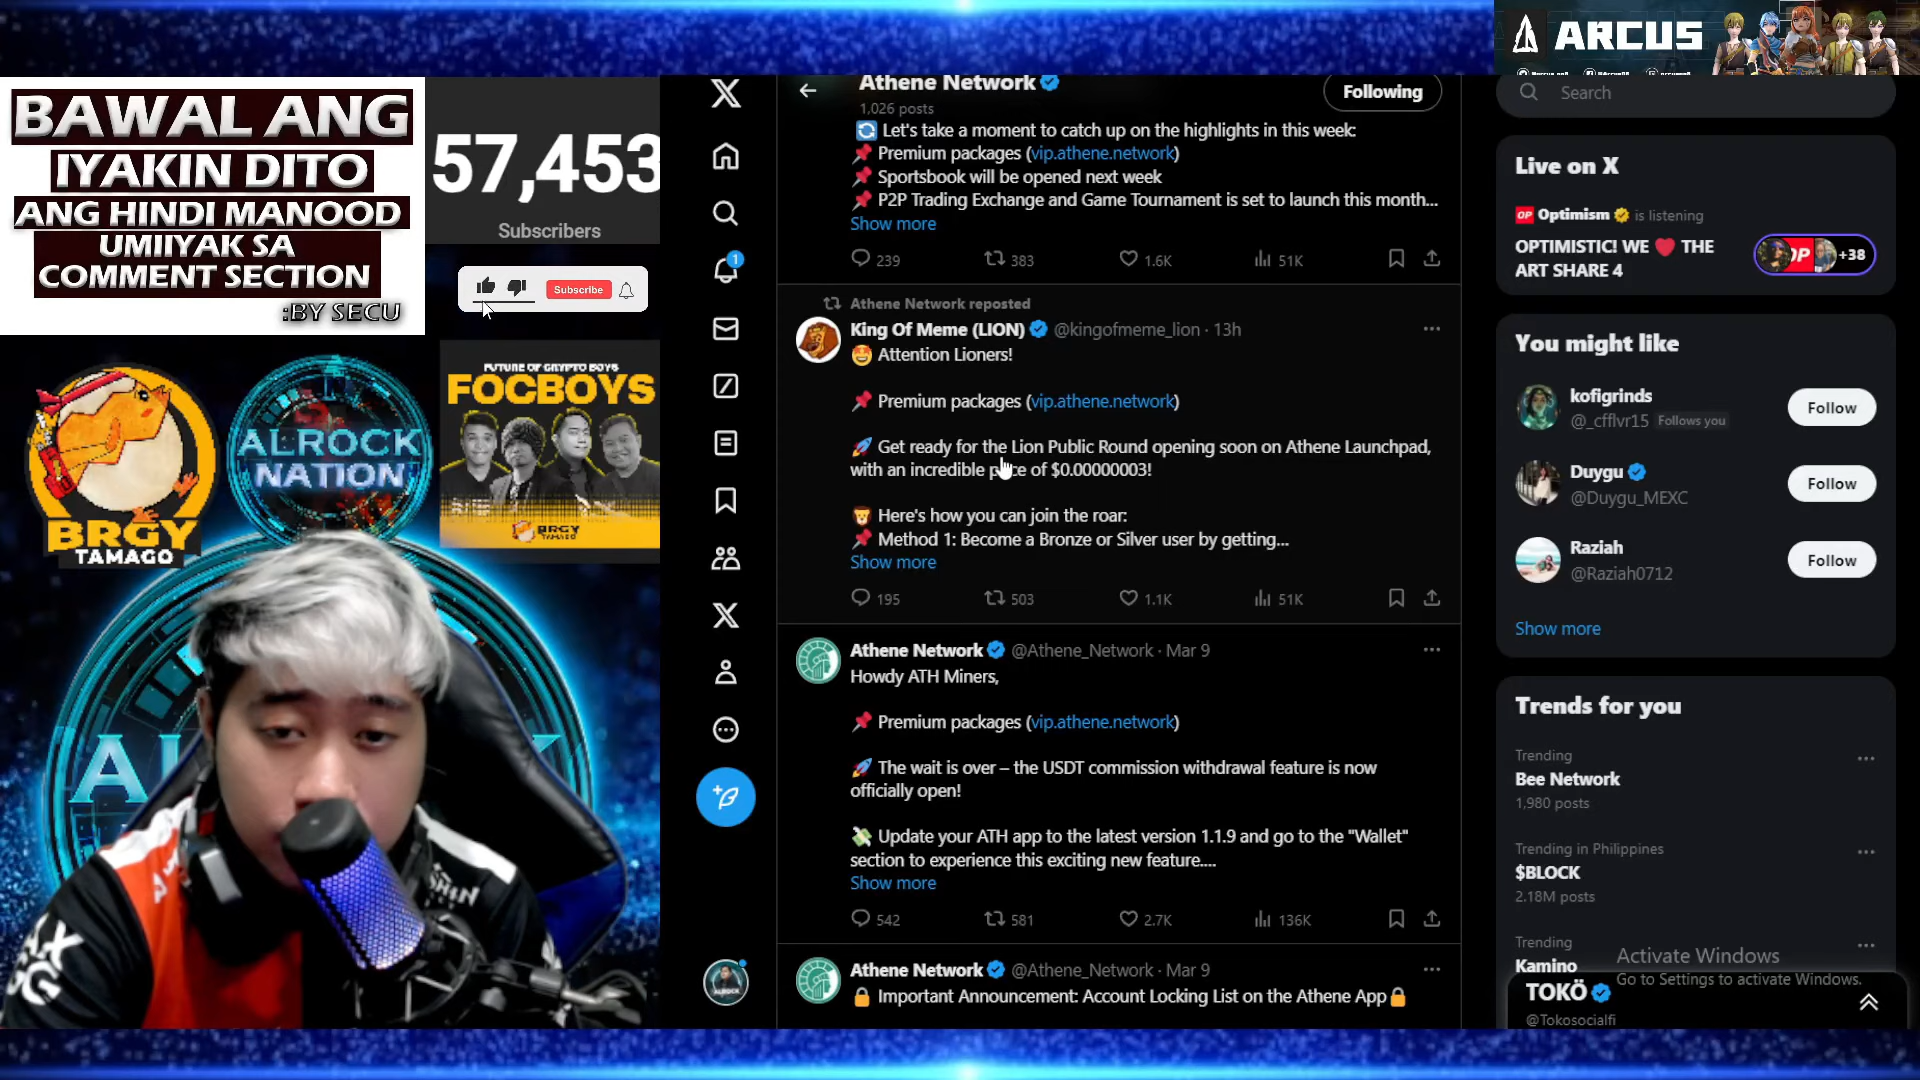 ARCUS
BAWAL ANG
IYAKIN DITO
ANG HINDI MANOOD
UMIIYAK SA
COMMENT SECTION
:BY SECU
57,453
Subscribers
Subscribe
BRGY
TAMAGO
ALROCK
NATION
FUTURE OF CRYPTO BOYS
FOCBOYS
BRGY
TAMAGO
Athene Network
1,026 posts
Following
Let's take a moment to catch up on the highlights in this week:
Premium packages (vip.athene.network)
Sportsbook will be opened next week
P2P Trading Exchange and Game Tournament is set to launch this month...
Show more
239 383 1.6K 51K
Athene Network reposted
King Of Meme (LION) @kingofmeme_lion · 13h
Attention Lioners!
Premium packages (vip.athene.network)
Get ready for the Lion Public Round opening soon on Athene Launchpad,
with an incredible of $0.00000003!
Here's how you can join the roar:
Method 1: Become a Bronze or Silver user by getting...
Show more
195 503 1.1K 51K
Athene Network @Athene_Network · Mar 9
Howdy ATH Miners,
Premium packages (vip.athene.network)
The wait is over – the USDT commission withdrawal feature is now
officially open!
Update your ATH app to the latest version 1.1.9 and go to the "Wallet"
section to experience this exciting new feature....
Show more
542 581 2.7K 136K
Athene Network @Athene_Network · Mar 9
Important Announcement: Account Locking List on the Athene App
1
Search
Live on X
OP Optimism is listening
OPTIMISTIC! WE ❤️ THE
ART SHARE 4
OP +38
You might like
kofigrinds
@_cfflvr15 Follows you
Follow
Duygu
@Duygu_MEXC
Follow
Raziah
@Raziah0712
Follow
Show more
Trends for you
Trending
Bee Network
1,980 posts
Trending in Philippines
$BLOCK
2.18M posts
Trending
Kamino
Activate Windows
Go to Settings to activate Windows.
TOKÖ
@Tokosocialfi